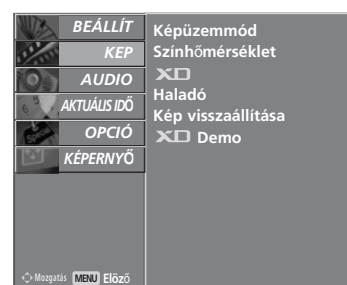 BEÁLLÍT
KEP
AUDIO
AKTUÁLIS IDŐ
OPCIÓ
KÉPERNYŐ
Képüzemmód
Színhőmérséklet
XD
Haladó
Kép visszaállítása
XD Demo
Mozgatás MENU Előző